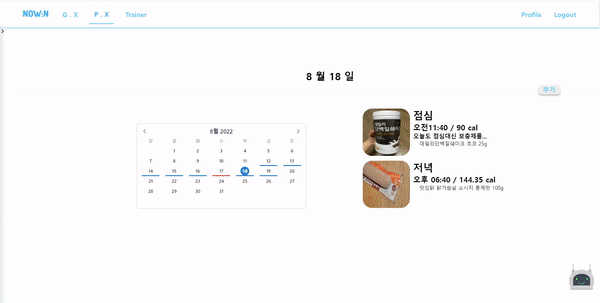 NOW:N
G . X
P . X
Trainer
Profile
Logout
8 월 18 일
추가
8월 2022
일 월 화 수 목 금 토
1 2 3 4 5 6
7 8 9 10 11 12 13
14 15 16 17 18 19 20
21 22 23 24 25 26 27
28 29 30 31
점심
오전11:40 / 90 cal
오늘도 점심대신 보충제를...
데일리단백질쉐이크 초코 25g
저녁
오후 06:40 / 144.35 cal
맛있닭 닭가슴살 소시지 훈제맛 100g